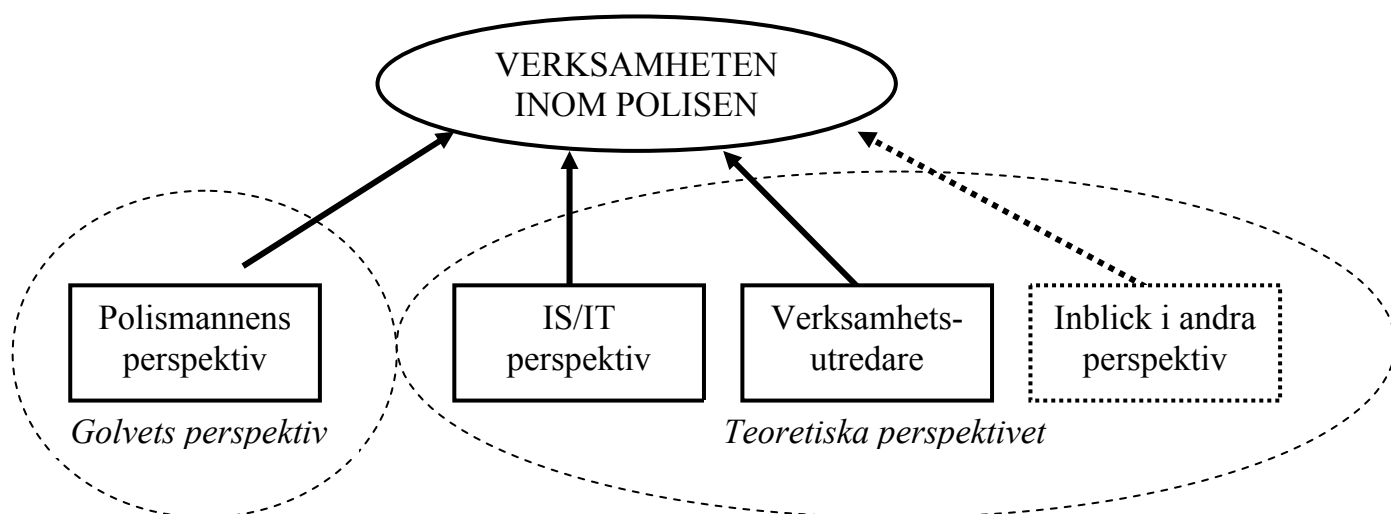 VERKSAMHETEN
INOM POLISEN
Polismannens
perspektiv
IS/IT
perspektiv
Verksamhets-
utredare
Inblick i andra
perspektiv
Golvets perspektiv
Teoretiska perspektivet